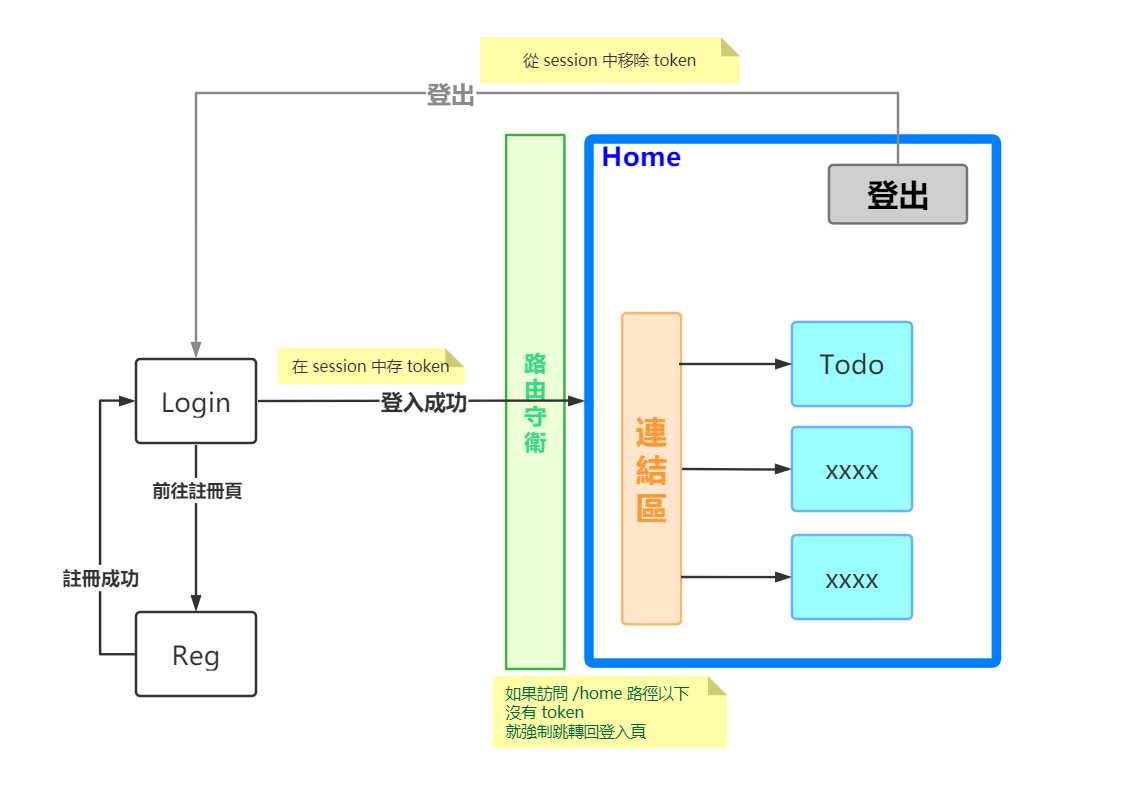 從 session 中移除 token
登出
Home
登出
在 session 中存 token
Login
登入成功
路
由
守
衛
連
結
區
Todo
xxxx
xxxx
前往註冊頁
註冊成功
Reg
如果訪問 /home 路徑以下
沒有 token
就強制跳轉回登入頁